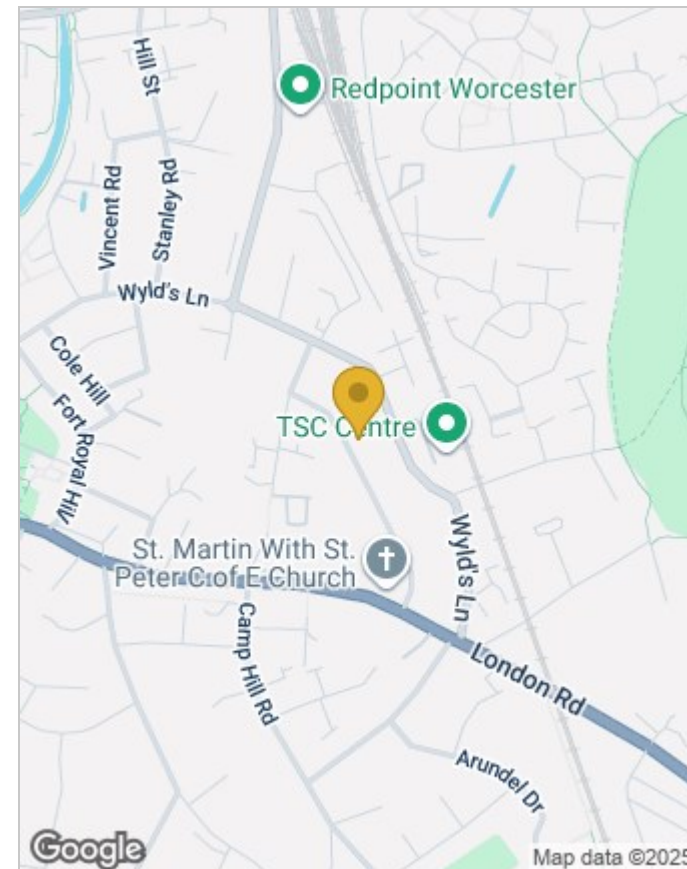 Hill St
Redpoint Worcester
Vincent Rd
Stanley Rd
Wyld's Ln
Cole Hill
Fort Royal Hill
TSC Centre
St. Martin With St.
Peter C of E Church
Wyld's Ln
Camp Hill Rd
London Rd
Arundel Dr
Google
Map data ©2025